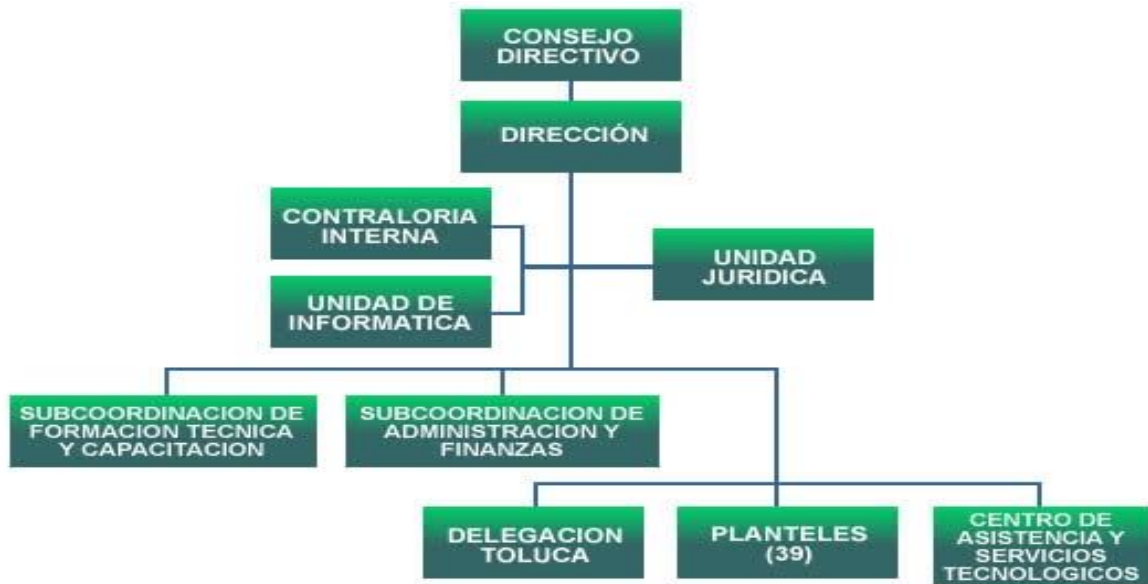 CONSEJO
DIRECTIVO
DIRECCIÓN
CONTRALORIA
INTERNA
UNIDAD
JURIDICA
UNIDAD DE
INFORMATICA
SUBCOORDINACION DE
FORMACION TECNICA
Y CAPACITACION
SUBCOORDINACION DE
ADMINISTRACION Y
FINANZAS
DELEGACION
TOLUCA
PLANTELES
(39)
CENTRO DE
ASISTENCIA Y
SERVICIOS
TECNOLOGICOS